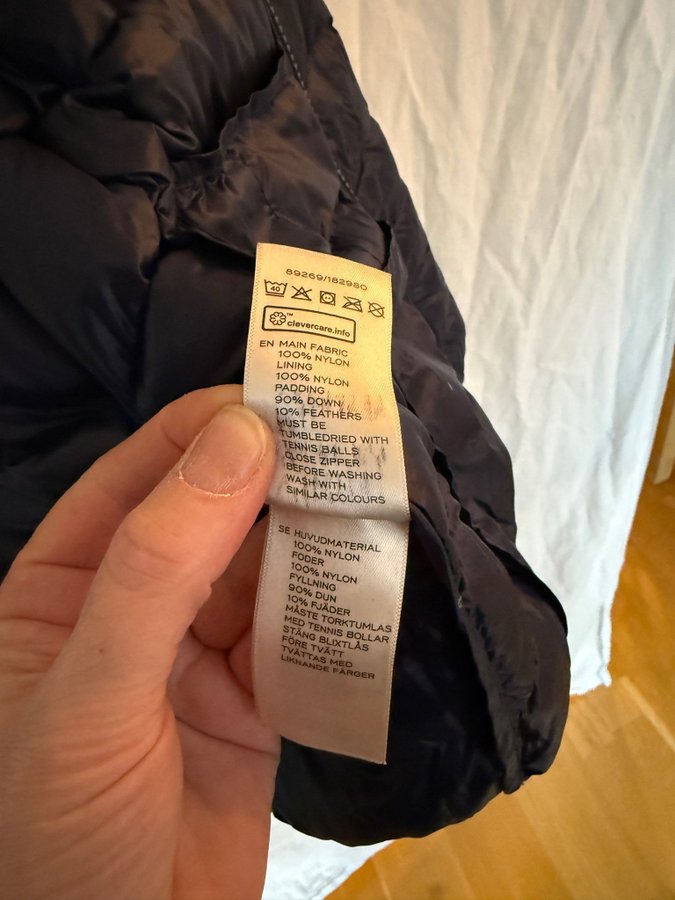 89269/182980
40
clevercare.info™
EN MAIN FABRIC
100% NYLON
LINING
100% NYLON
PADDING
90% DOWN
10% FEATHERS
MUST BE
TUMBLEDRIED WITH
TENNIS BALLS
CLOSE ZIPPER
BEFORE WASHING
WASH WITH
SIMILAR COLOURS
SE HUVUDMATERIAL
100% NYLON
FODER
100% NYLON
FYLLNING
90% DUN
10% FJÄDER
MÅSTE TORKTUMLAS
MED TENNIS BOLLAR
STÄNG BLIXTLÅS
FÖRE TVÄTT
TVÄTTAS MED
LIKNANDE FÄRGER